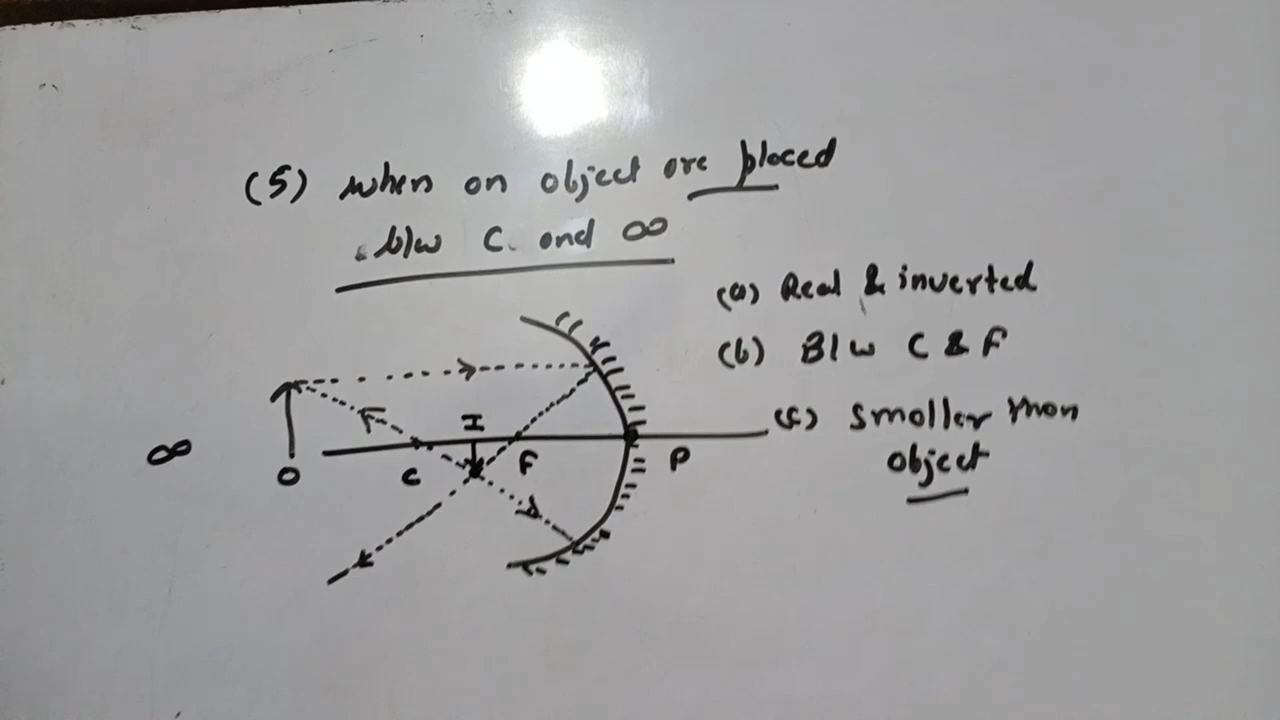 (5) when an object are placed
b/w C. and ∞
(a) Real & inverted
(b) B/w C & F
(c) Smaller than
object
I
∞
O
C
F
P